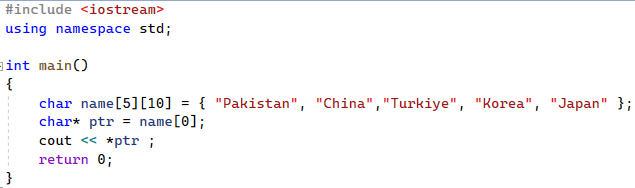 #include <iostream>
using namespace std;
int main()
{
char name[5][10] = { "Pakistan", "China","Turkiye", "Korea", "Japan" };
char* ptr = name[0];
cout << *ptr ;
return 0;
}